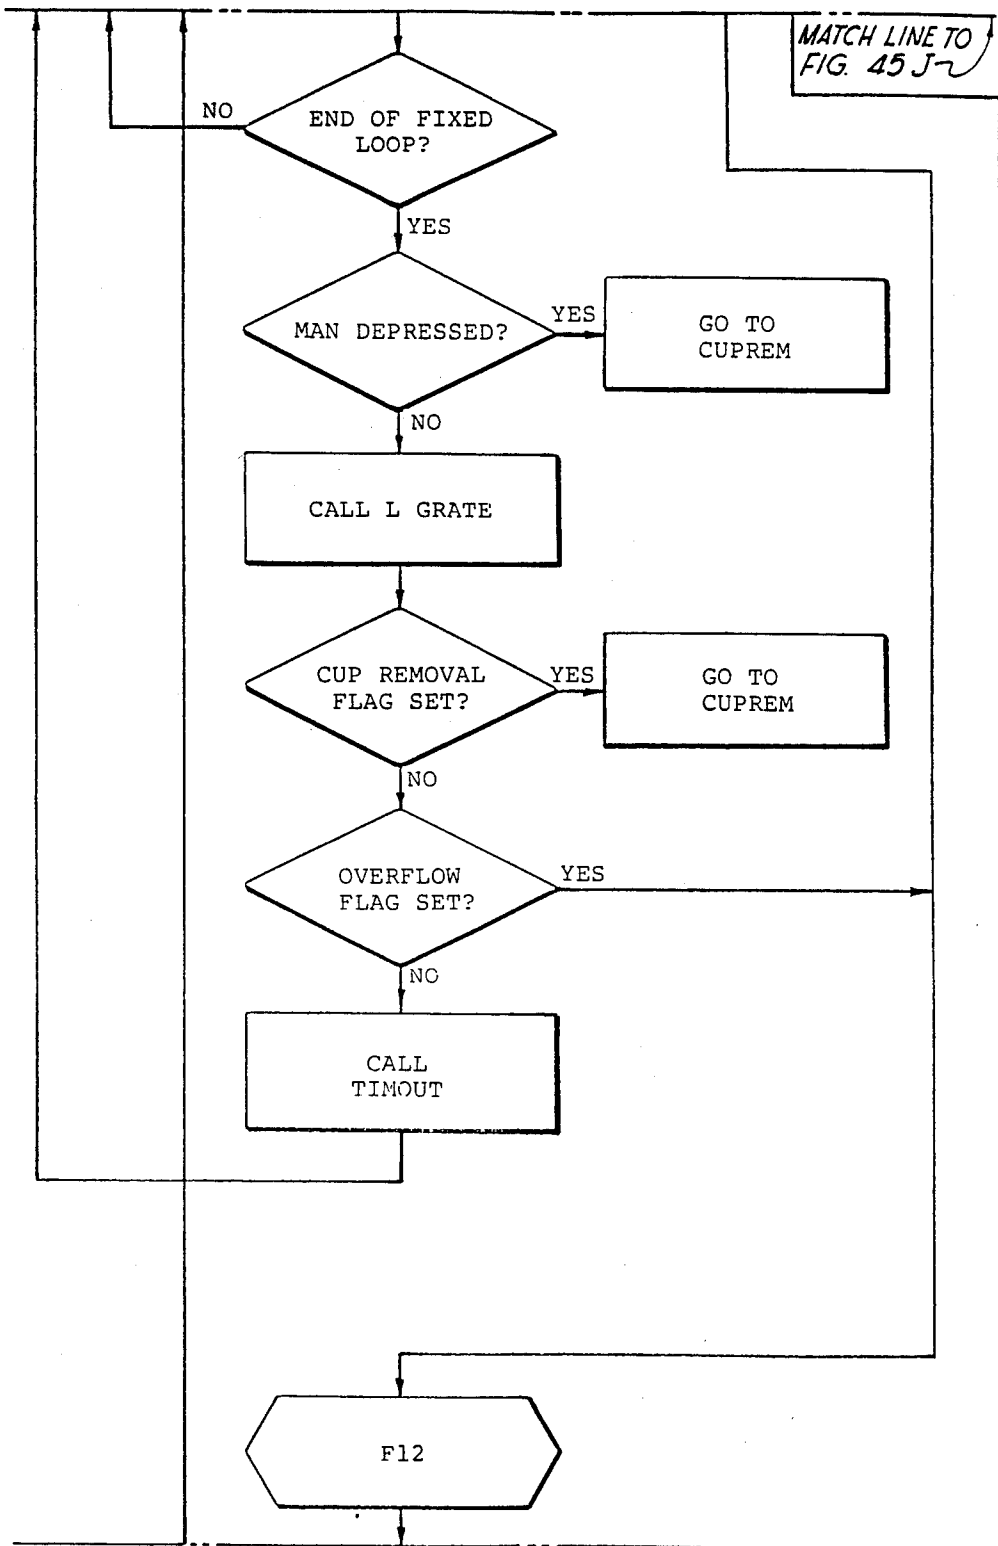 MATCH LINE TO
FIG. 45 J
NO
END OF FIXED
LOOP?
YES
MAN DEPRESSED?
YES
GO TO
CUPREM
NO
CALL L GRATE
CUP REMOVAL
FLAG SET?
YES
GO TO
CUPREM
NO
OVERFLOW
FLAG SET?
YES
NO
CALL
TIMOUT
F12